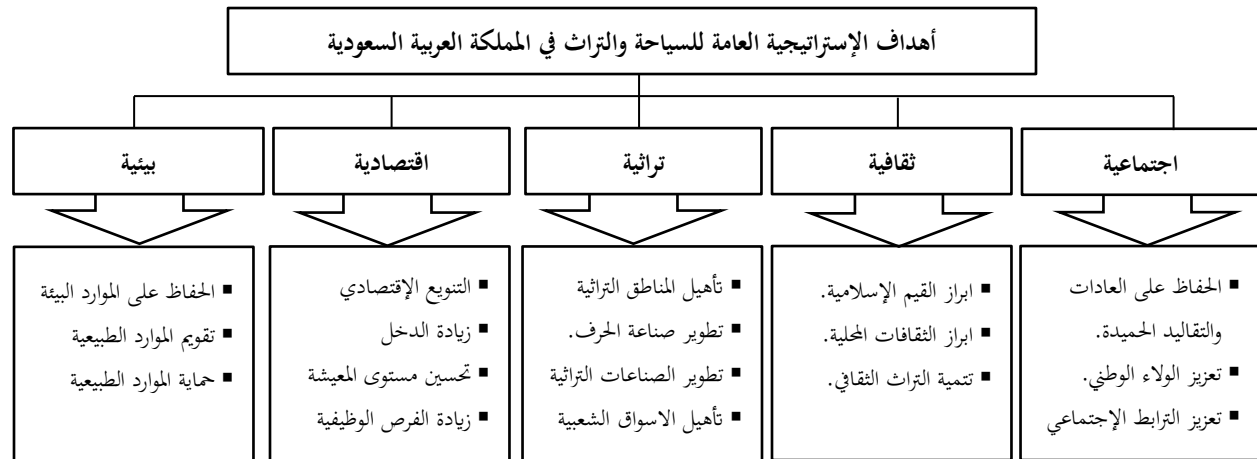 أهداف الإستراتيجية العامة للسياحة والتراث في المملكة العربية السعودية
اجتماعية
ثقافية
تراثية
اقتصادية
بيئية
▪ الحفاظ على العادات
والتقاليد الحميدة.
▪ تعزيز الولاء الوطني.
▪ تعزيز الترابط الإجتماعي
▪ ابراز القيم الإسلامية.
▪ ابراز الثقافات المحلية.
▪ تتمية التراث الثقافي.
▪ تأهيل المناطق التراثية
▪ تطوير صناعة الحرف.
▪ تطوير الصناعات التراثية
▪ تأهيل الاسواق الشعبية
▪ التنويع الإقتصادي
▪ زيادة الدخل
▪ تحسين مستوى المعيشة
▪ زيادة الفرص الوظيفية
▪ الحفاظ على الموارد البيئة
▪ تقويم الموارد الطبيعية
▪ حماية الموارد الطبيعية